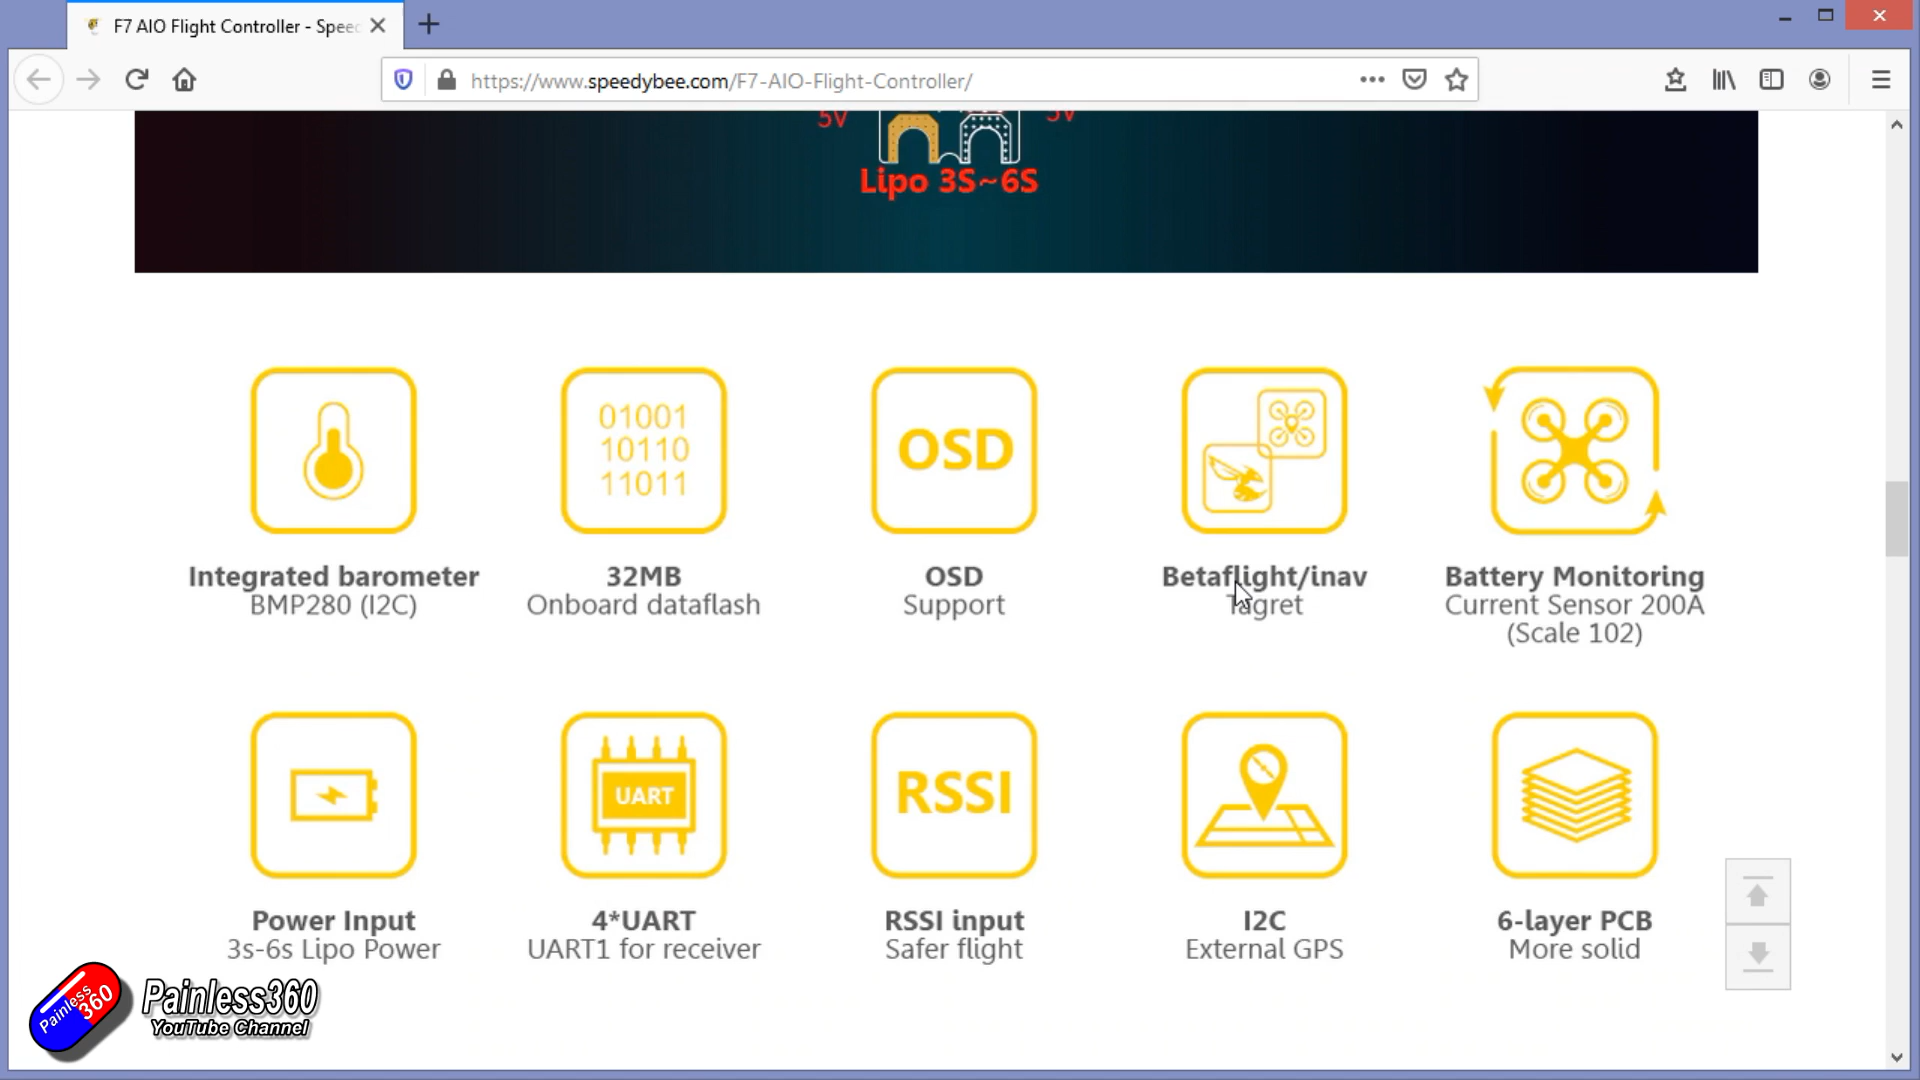 F7 AIO Flight Controller - Spee
https://www.speedybee.com/F7-AIO-Flight-Controller/
5V
5V
Lipo 3S~6S
01001
10110
11011
OSD
Integrated barometer
BMP280 (I2C)
32MB
Onboard dataflash
OSD
Support
Betaflight/inav
Tagret
Battery Monitoring
Current Sensor 200A
(Scale 102)
UART
RSSI
Power Input
3s-6s Lipo Power
4*UART
UART1 for receiver
RSSI input
Safer flight
I2C
External GPS
6-layer PCB
More solid
Painless
360
Painless360
YouTube Channel